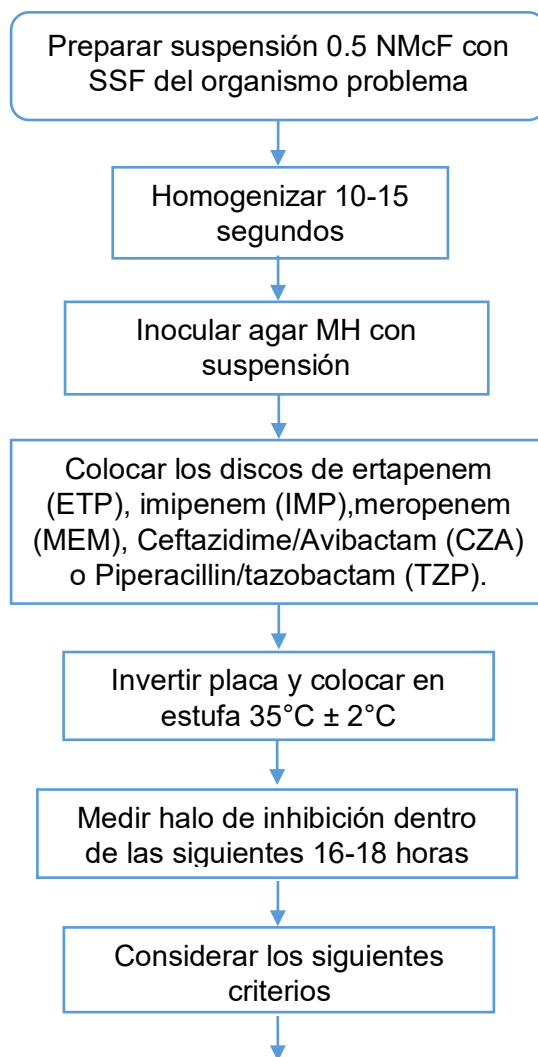 Preparar suspensión 0.5 NMcF con
SSF del organismo problema
Homogenizar 10-15
segundos
Inocular agar MH con
suspensión
Colocar los discos de ertapenem
(ETP), imipenem (IMP),meropenem
(MEM), Ceftazidime/Avibactam (CZA)
o Piperacillin/tazobactam (TZP).
Invertir placa y colocar en
estufa 35°C ± 2°C
Medir halo de inhibición dentro
de las siguientes 16-18 horas
Considerar los siguientes
criterios